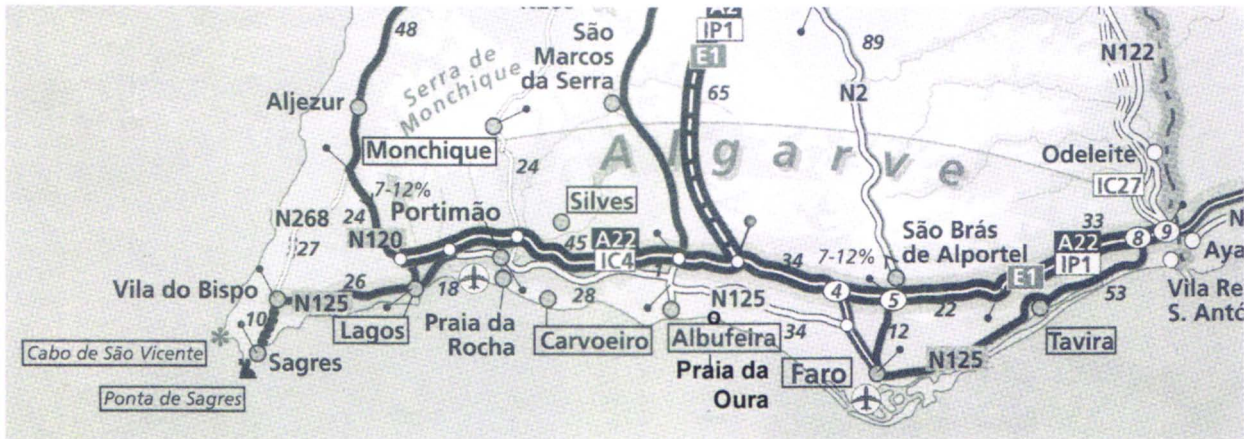 A2
IP1
E1
48
São
Marcos
da Serra
65
89
N2
N122
Serra de
Monchique
Aljezur
Monchique
24
Algarve
Odeleite
IC27
7-12%
24
N268
27
N120
Portimão
Silves
45
A22
IC4
1
34
7-12%
São Brás
de Alportel
E1
A22
IP1
33
8
9
N
Aya
Vila do Bispo
26
N125
10
18
Lagos
Praia da
Rocha
28
Carvoeiro
N125
34
Albufeira
4
5
22
12
53
Vila Re
S. Antó
Tavira
Cabo de São Vicente
Sagres
Ponta de Sagres
Praia da
Oura
Faro
N125